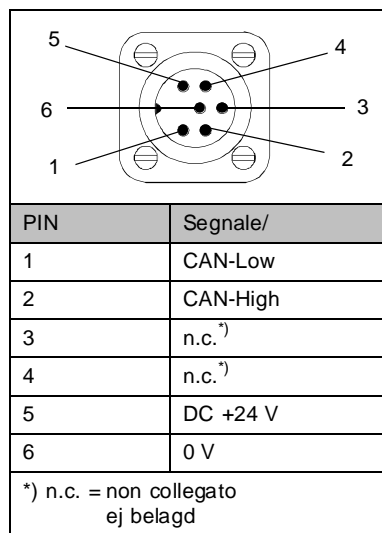 5 4
6 3
1 2
PIN Segnale/
1 CAN-Low
2 CAN-High
3 n.c.*)
4 n.c.*)
5 DC +24 V
6 0 V
*) n.c. = non collegato
ej belagd